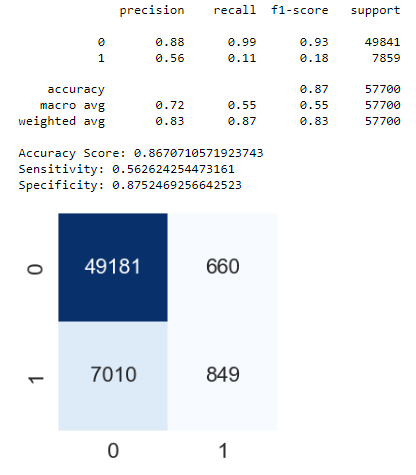 precision recall f1-score support
0 0.88 0.99 0.93 49841
1 0.56 0.11 0.18 7859
accuracy 0.87 57700
macro avg 0.72 0.55 0.55 57700
weighted avg 0.83 0.87 0.83 57700
Accuracy Score: 0.8670710571923743
Sensitivity: 0.562624254473161
Specificity: 0.8752469256642523
0 49181 660
1 7010 849
0 1